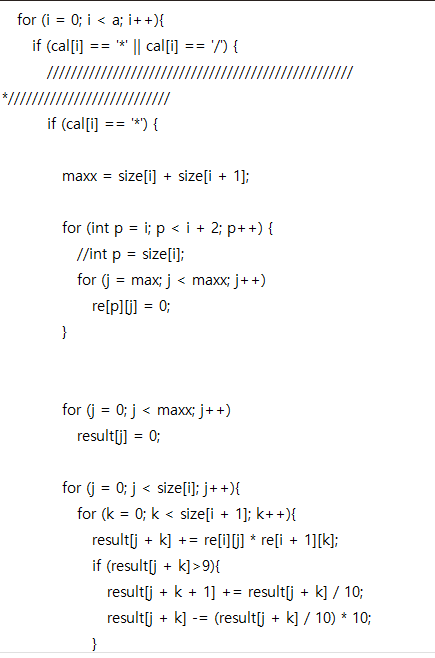 for (i = 0; i < a; i++){
if (cal[i] == '*' || cal[i] == '/') {
///////////////////////////////////////////////////
*///////////////////////////
if (cal[i] == '*') {
maxx = size[i] + size[i + 1];
for (int p = i; p < i + 2; p++) {
//int p = size[i];
for (j = max; j < maxx; j++)
re[p][j] = 0;
}
for (j = 0; j < maxx; j++)
result[j] = 0;
for (j = 0; j < size[i]; j++){
for (k = 0; k < size[i + 1]; k++){
result[j + k] += re[i][j] * re[i + 1][k];
if (result[j + k]>9){
result[j + k + 1] += result[j + k] / 10;
result[j + k] -= (result[j + k] / 10) * 10;
}